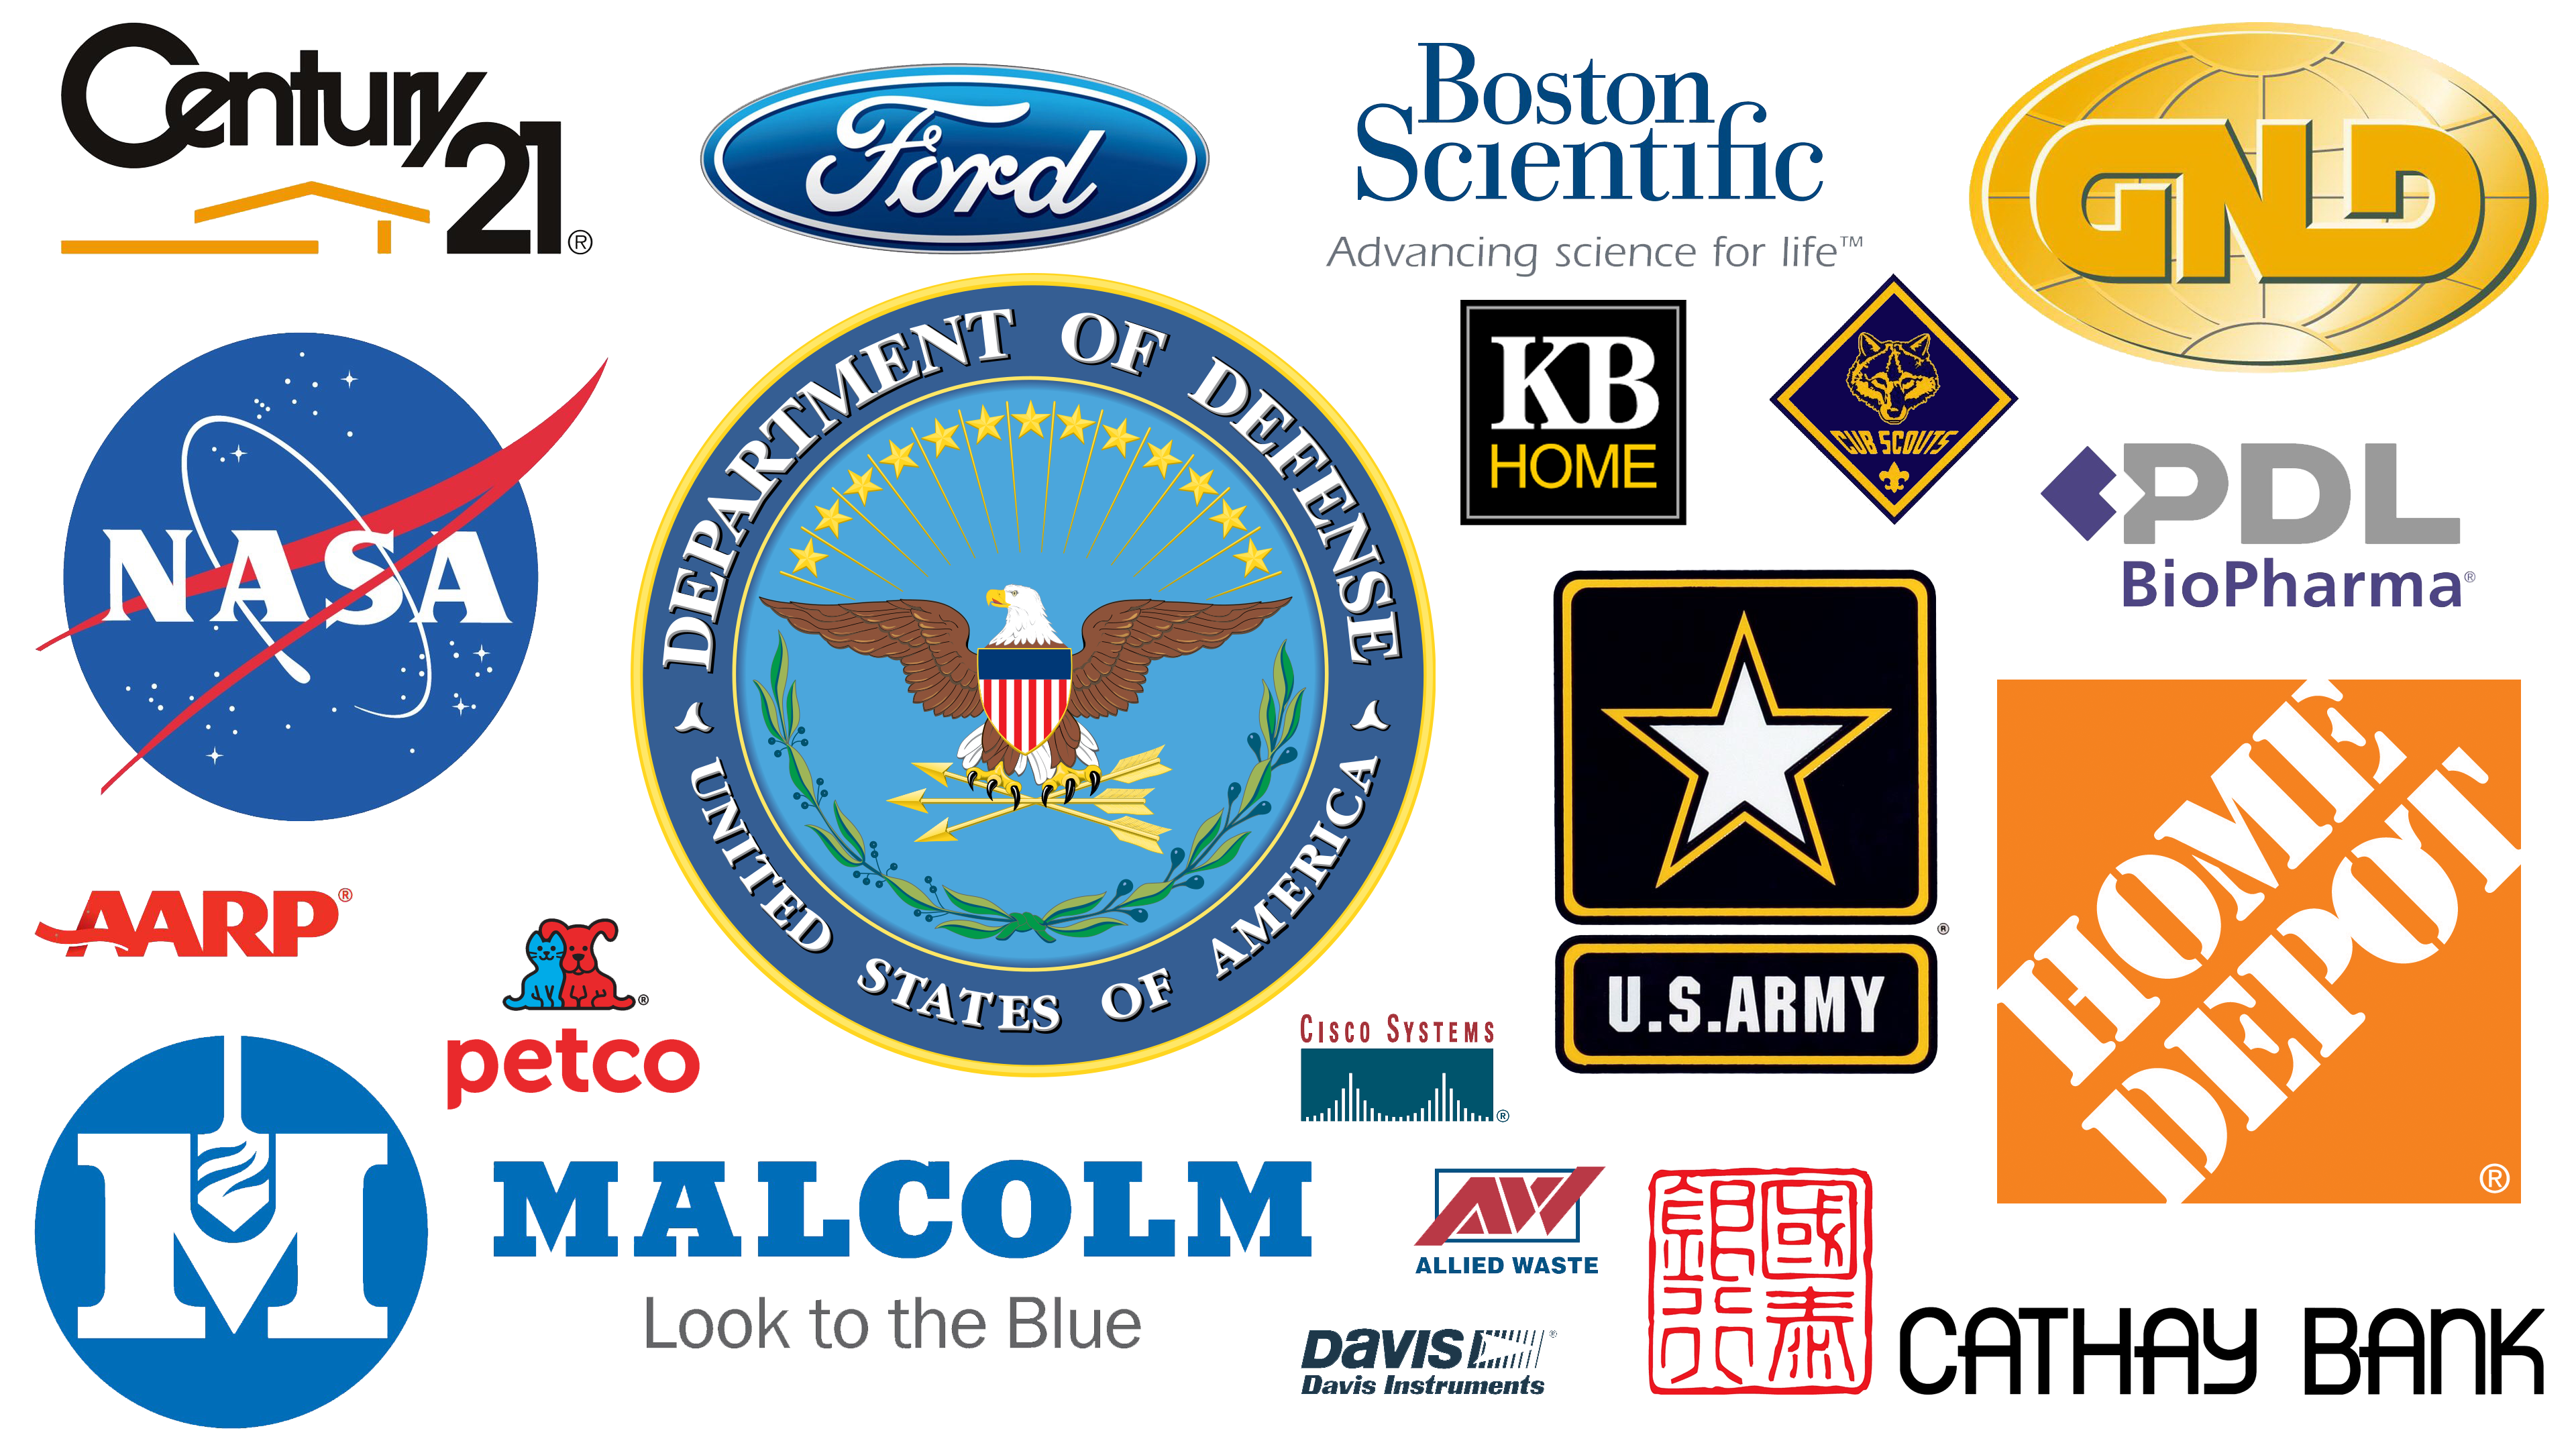 Century 21®
Ford
Boston
Scientific
Advancing science for life™
GNLD
NASA
DEPARTMENT OF DEFENSE
UNITED STATES OF AMERICA
KB
HOME
CUB SCOUTS
PDL
BioPharma®
U.S.ARMY
®
HOME
DEPOT
®
AARP®
®
petco
CISCO SYSTEMS
®
M
MALCOLM
Look to the Blue
AW
ALLIED WASTE
DAVIS®
Davis Instruments
國泰
銀行
CATHAY BANK